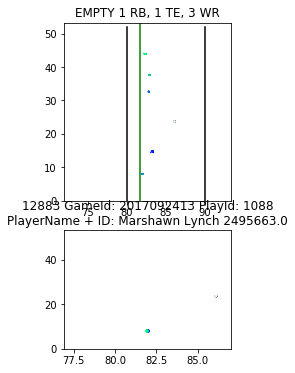 EMPTY 1 RB, 1 TE, 3 WR
50
40
30
20
10
0
75 80 85 90
12883 GameId: 2017092413 PlayId: 1088
PlayerName + ID: Marshawn Lynch 2495663.0
40
20
0
77.5 80.0 82.5 85.0